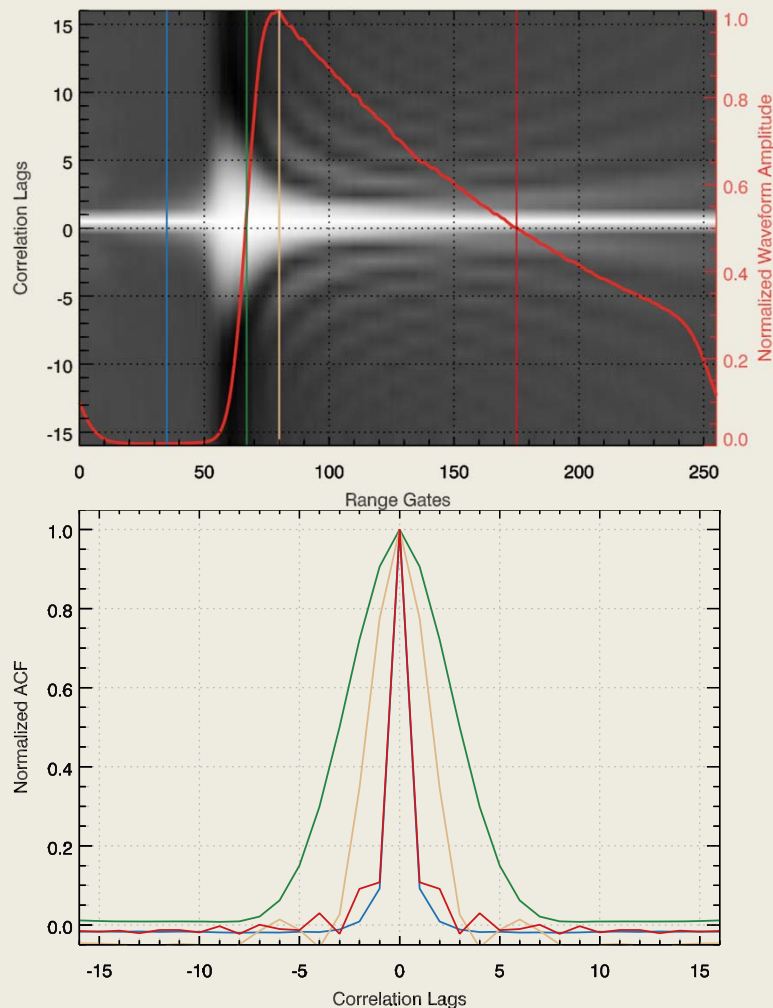 15
10
5
0
-5
-10
-15
Correlation Lags
1.0
0.8
0.6
0.4
0.2
0.0
Normalized Waveform Amplitude
0 50 100 150 200 250
Range Gates
1.0
0.8
0.6
0.4
0.2
0.0
Normalized ACF
-15 -10 -5 0 5 10 15
Correlation Lags